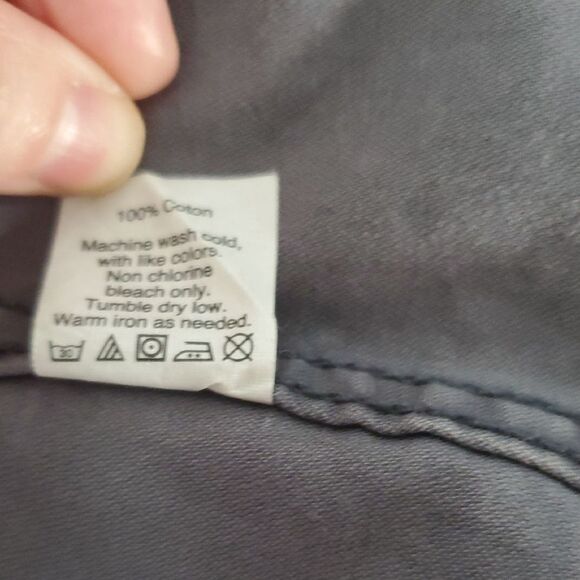 100% Cotton
Machine wash cold,
with like colors.
Non chlorine
bleach only.
Tumble dry low.
Warm iron as needed.
30